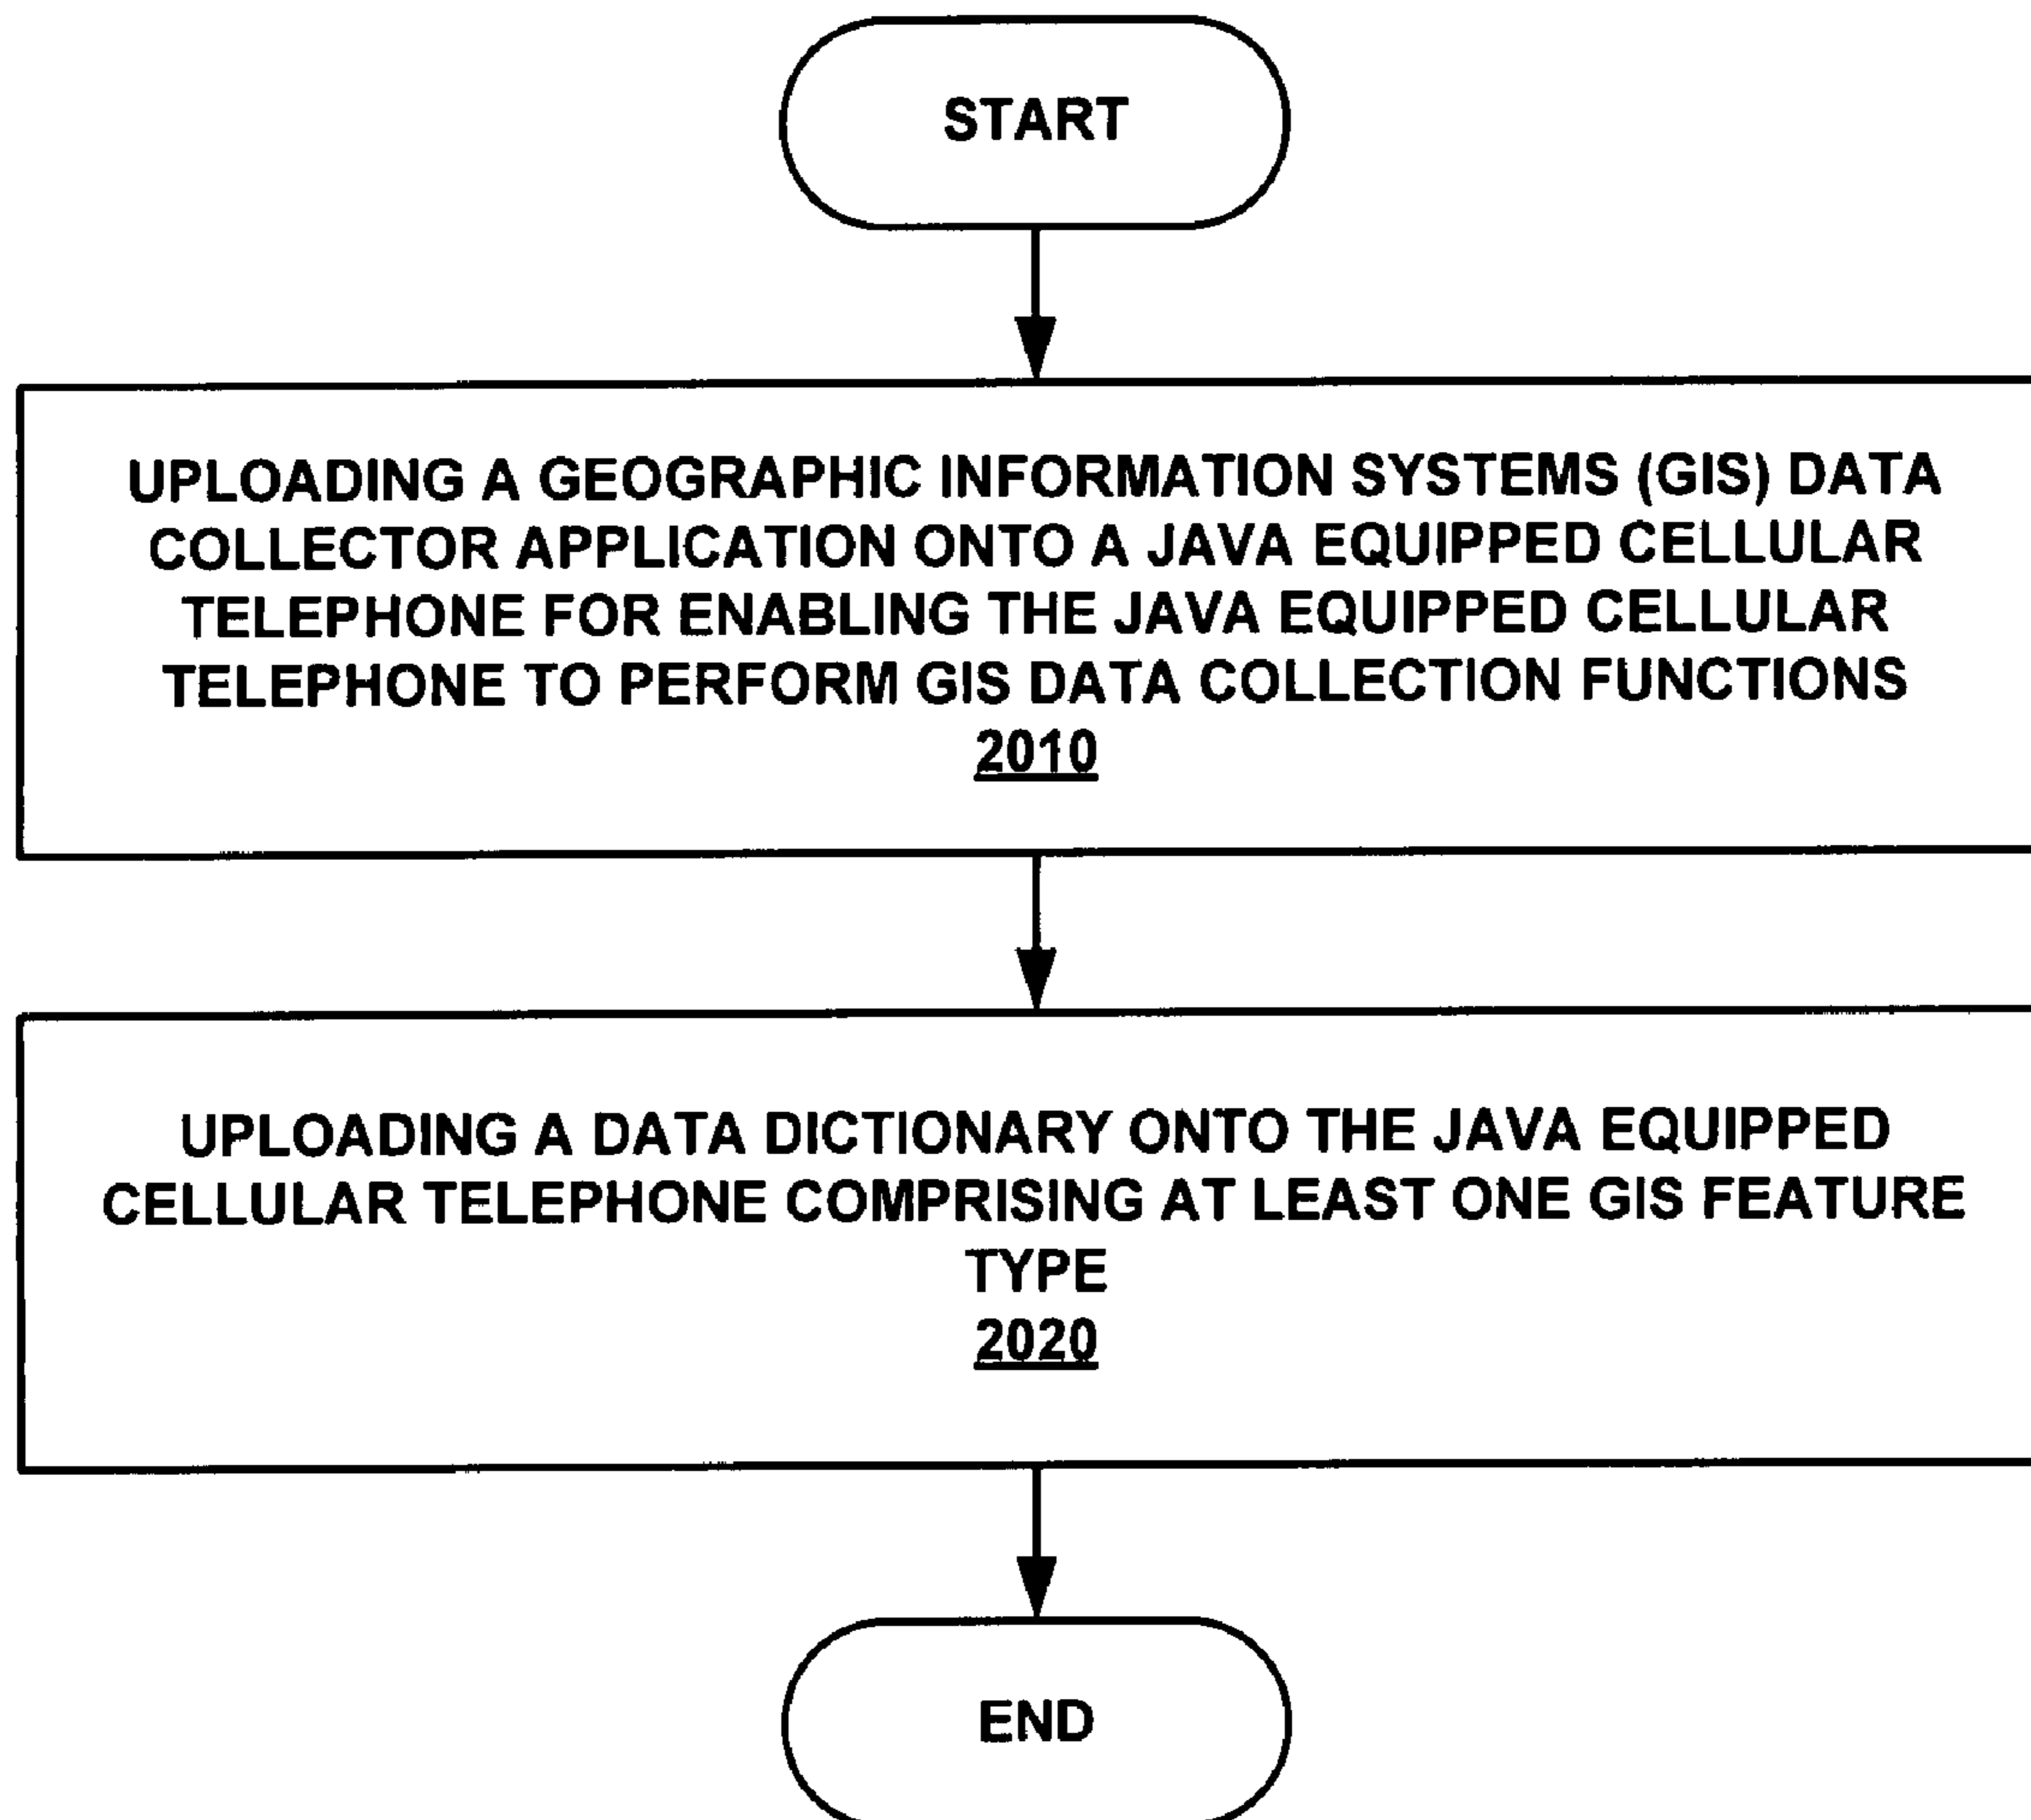 START
UPLOADING A GEOGRAPHIC INFORMATION SYSTEMS (GIS) DATA
COLLECTOR APPLICATION ONTO A JAVA EQUIPPED CELLULAR
TELEPHONE FOR ENABLING THE JAVA EQUIPPED CELLULAR
TELEPHONE TO PERFORM GIS DATA COLLECTION FUNCTIONS
2010
UPLOADING A DATA DICTIONARY ONTO THE JAVA EQUIPPED
CELLULAR TELEPHONE COMPRISING AT LEAST ONE GIS FEATURE
TYPE
2020
END